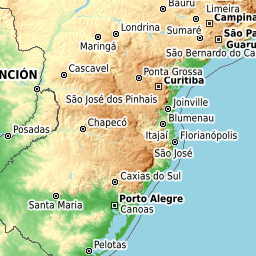 Bauru
Limeira
Campina
Londrina
Sumaré
São Pa
Maringá
Guaru
São Bernardo do Ca
NCIÓN
Cascavel
Ponta Grossa
Curitiba
São José dos Pinhais
Joinville
Chapecó
Blumenau
Posadas
Itajaí
Florianópolis
São José
Caxias do Sul
Santa Maria
Porto Alegre
Canoas
Pelotas